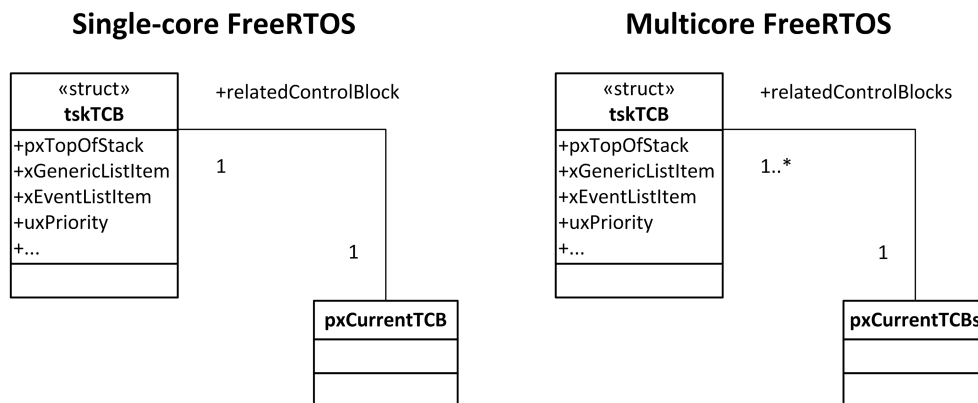 Single-core FreeRTOS
«struct»
tskTCB
+pxTopOfStack
+xGenericListItem
+xEventListItem
+uxPriority
+...
+relatedControlBlock
1
1
pxCurrentTCB
Multicore FreeRTOS
«struct»
tskTCB
+pxTopOfStack
+xGenericListItem
+xEventListItem
+uxPriority
+...
+relatedControlBlocks
1..*
1
pxCurrentTCBs